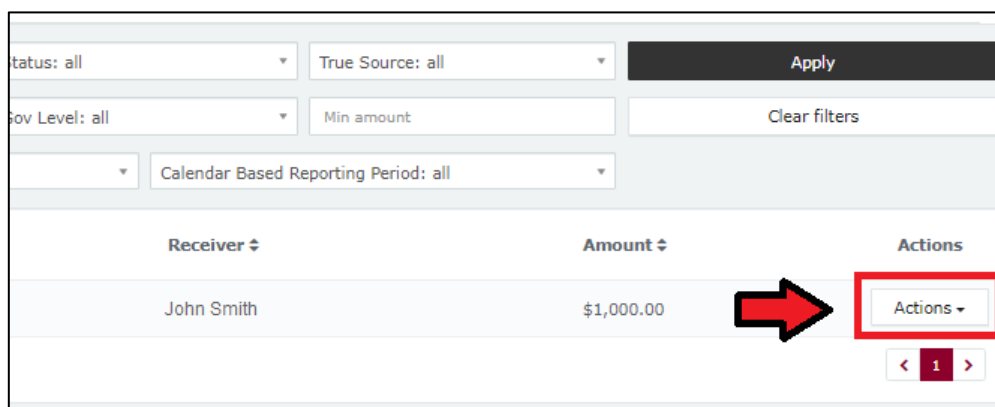 Status: all True Source: all Apply
Gov Level: all Min amount Clear filters
Calendar Based Reporting Period: all
Receiver Amount Actions
John Smith $1,000.00 Actions
1